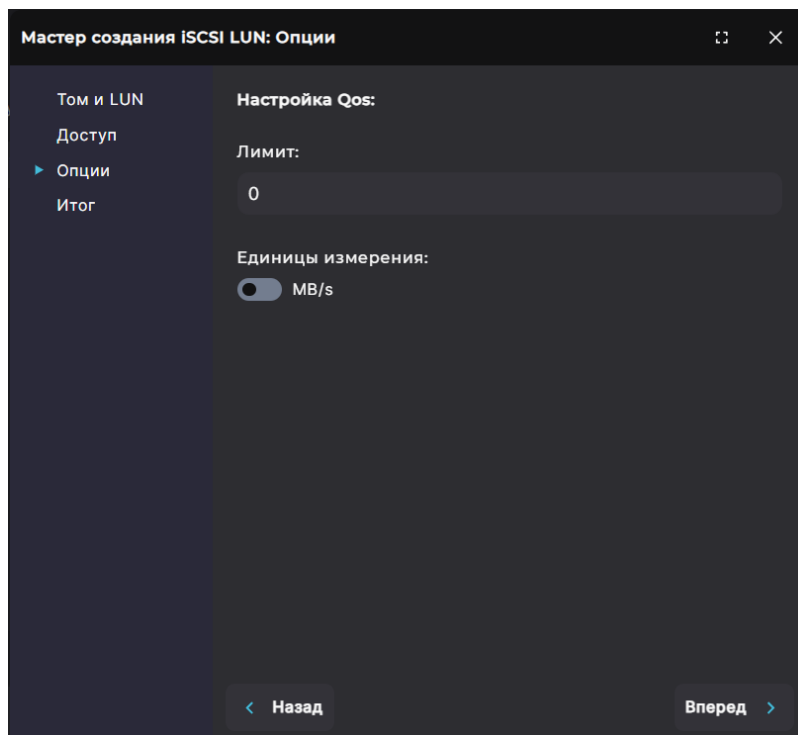 Мастер создания iSCSI LUN: Опции
Том и LUN
Доступ
Опции
Итог
Настройка Qos:
Лимит:
0
Единицы измерения:
MB/s
Назад
Вперед